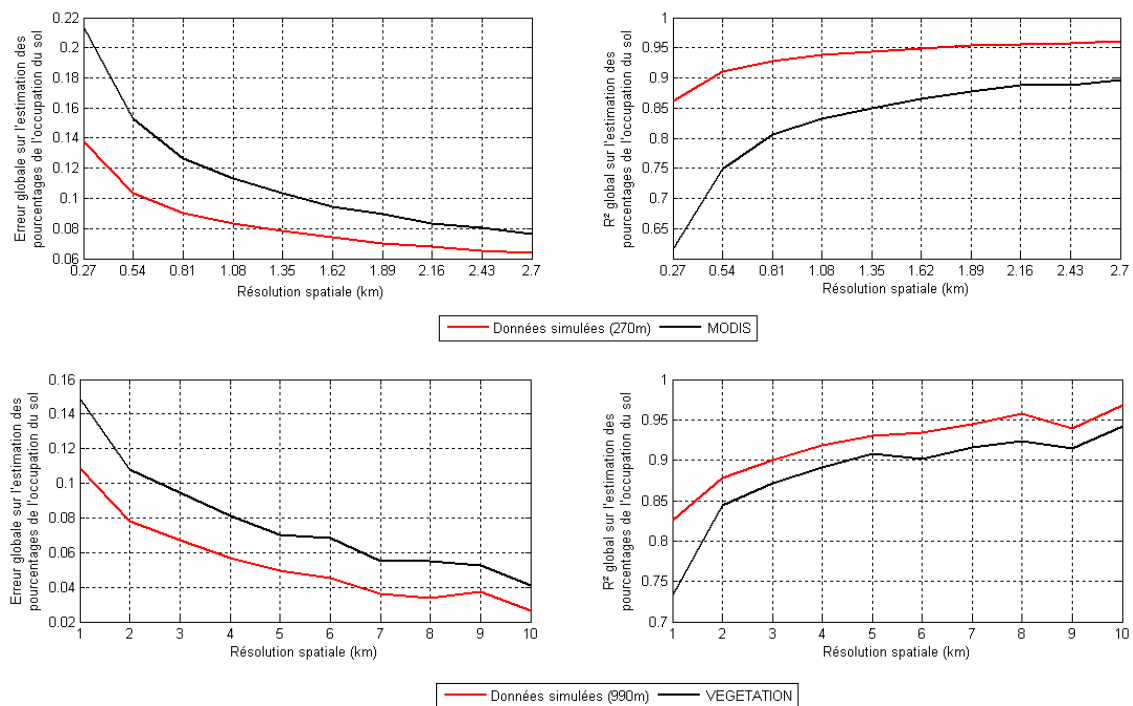 Erreur globale sur l'estimation des
pourcentages de l'occupation du sol
0.22
0.2
0.18
0.16
0.14
0.12
0.1
0.08
0.06
0.27 0.54 0.81 1.08 1.35 1.62 1.89 2.16 2.43 2.7
Résolution spatiale (km)
R² global sur l'estimation des
pourcentages de l'occupation du sol
1
0.95
0.9
0.85
0.8
0.75
0.7
0.65
0.27 0.54 0.81 1.08 1.35 1.62 1.89 2.16 2.43 2.7
Résolution spatiale (km)
Données simulées (270m) MODIS
Erreur globale sur l'estimation des
pourcentages de l'occupation du sol
0.16
0.14
0.12
0.1
0.08
0.06
0.04
0.02
1 2 3 4 5 6 7 8 9 10
Résolution spatiale (km)
R² global sur l'estimation des
pourcentages de l'occupation du sol
1
0.95
0.9
0.85
0.8
0.75
0.7
1 2 3 4 5 6 7 8 9 10
Résolution spatiale (km)
Données simulées (990m) VEGETATION